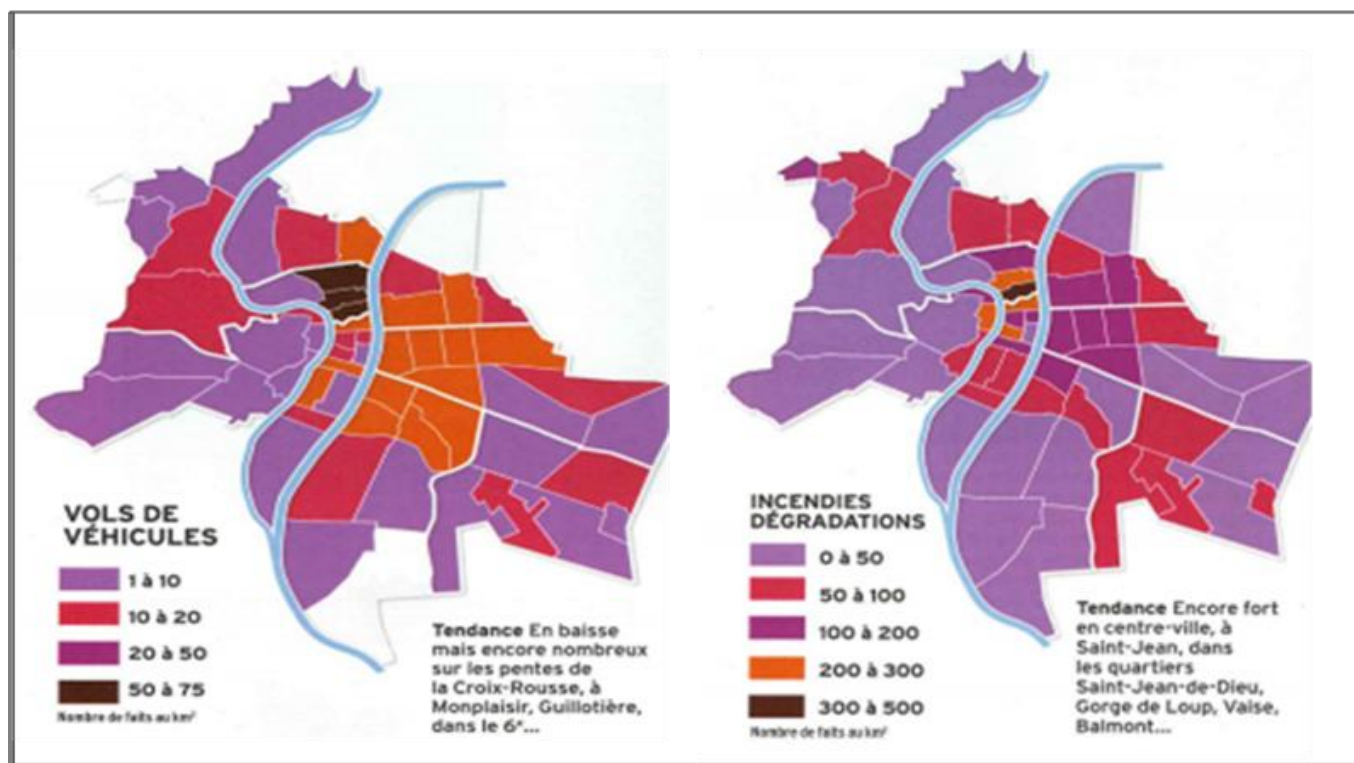 VOLS DE
VÉHICULES
1 à 10
10 à 20
20 à 50
50 à 75
Nombre de faits au km²
Tendance En baisse
mais encore nombreux
sur les pentes de
la Croix-Rousse, à
Monplaisir, Guillotière,
dans le 6ᵉ...
INCENDIES
DÉGRADATIONS
0 à 50
50 à 100
100 à 200
200 à 300
300 à 500
Nombre de faits au km²
Tendance Encore fort
en centre-ville, à
Saint-Jean, dans
les quartiers
Saint-Jean-de-Dieu,
Gorge de Loup, Vaise,
Balmont...